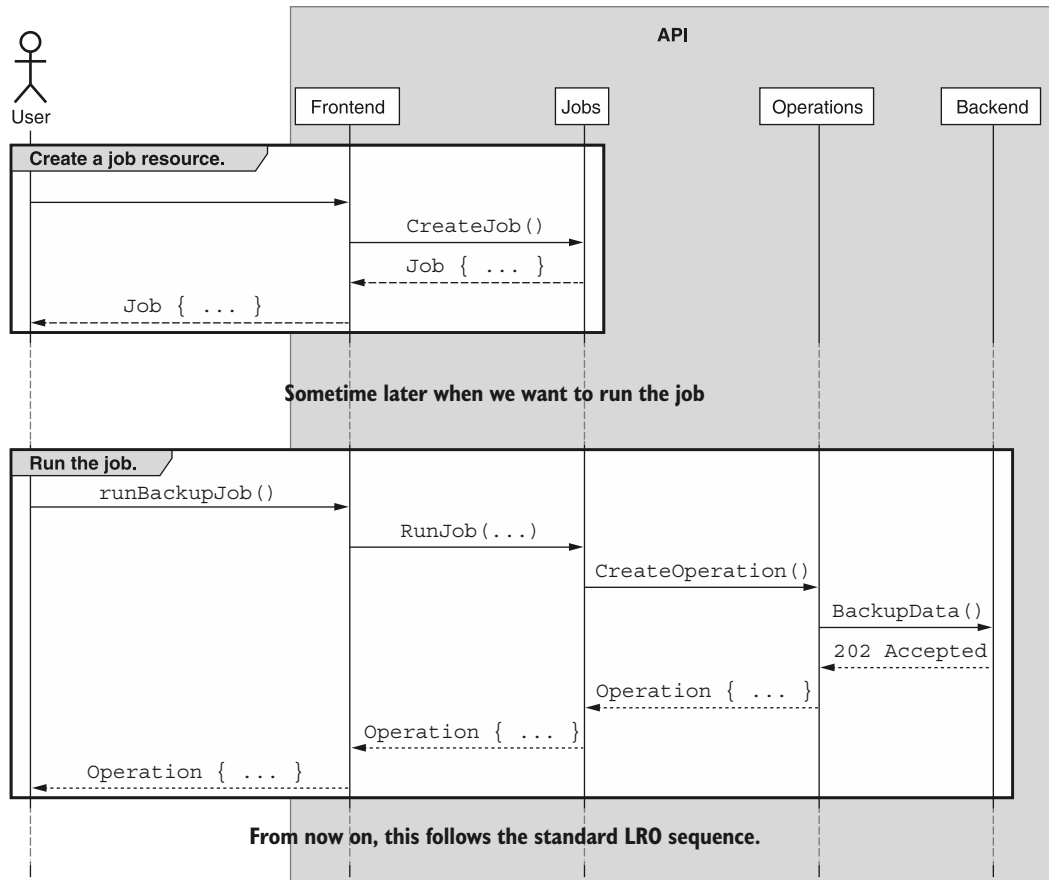 API
User
Frontend
Jobs
Operations
Backend
Create a job resource.
CreateJob()
Job { ... }
Job { ... }
Sometime later when we want to run the job
Run the job.
runBackupJob()
RunJob(...)
CreateOperation()
BackupData()
202 Accepted
Operation { ... }
Operation { ... }
Operation { ... }
From now on, this follows the standard LRO sequence.